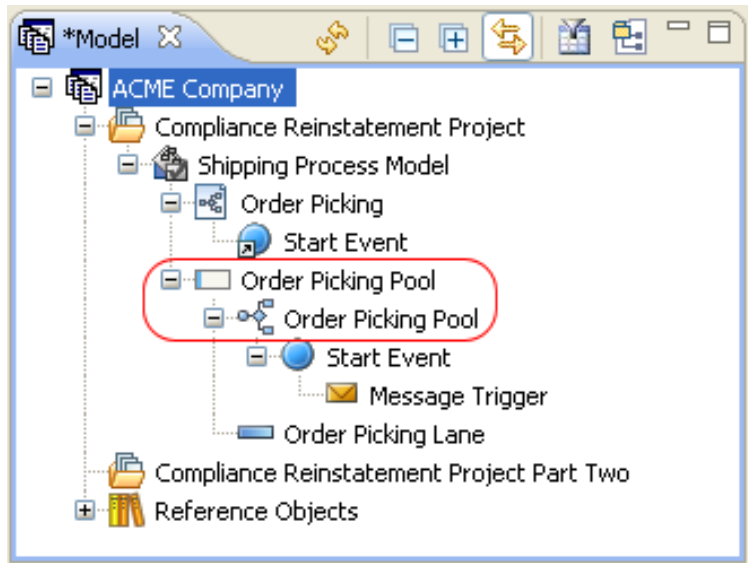 *Model
ACME Company
Compliance Reinstatement Project
Shipping Process Model
Order Picking
Start Event
Order Picking Pool
Order Picking Pool
Start Event
Message Trigger
Order Picking Lane
Compliance Reinstatement Project Part Two
Reference Objects